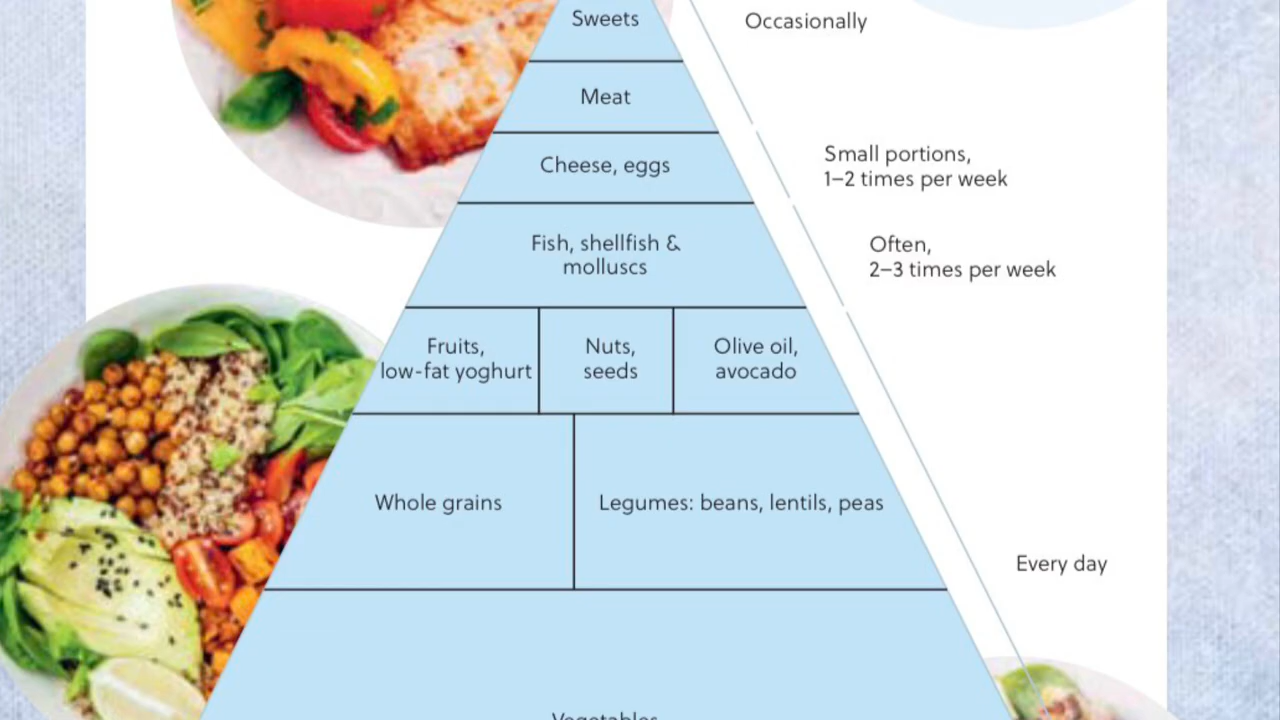 Sweets
Occasionally
Meat
Cheese, eggs
Small portions,
1–2 times per week
Fish, shellfish &
molluscs
Often,
2–3 times per week
Fruits,
low-fat yoghurt
Nuts,
seeds
Olive oil,
avocado
Whole grains
Legumes: beans, lentils, peas
Every day
Vegetables